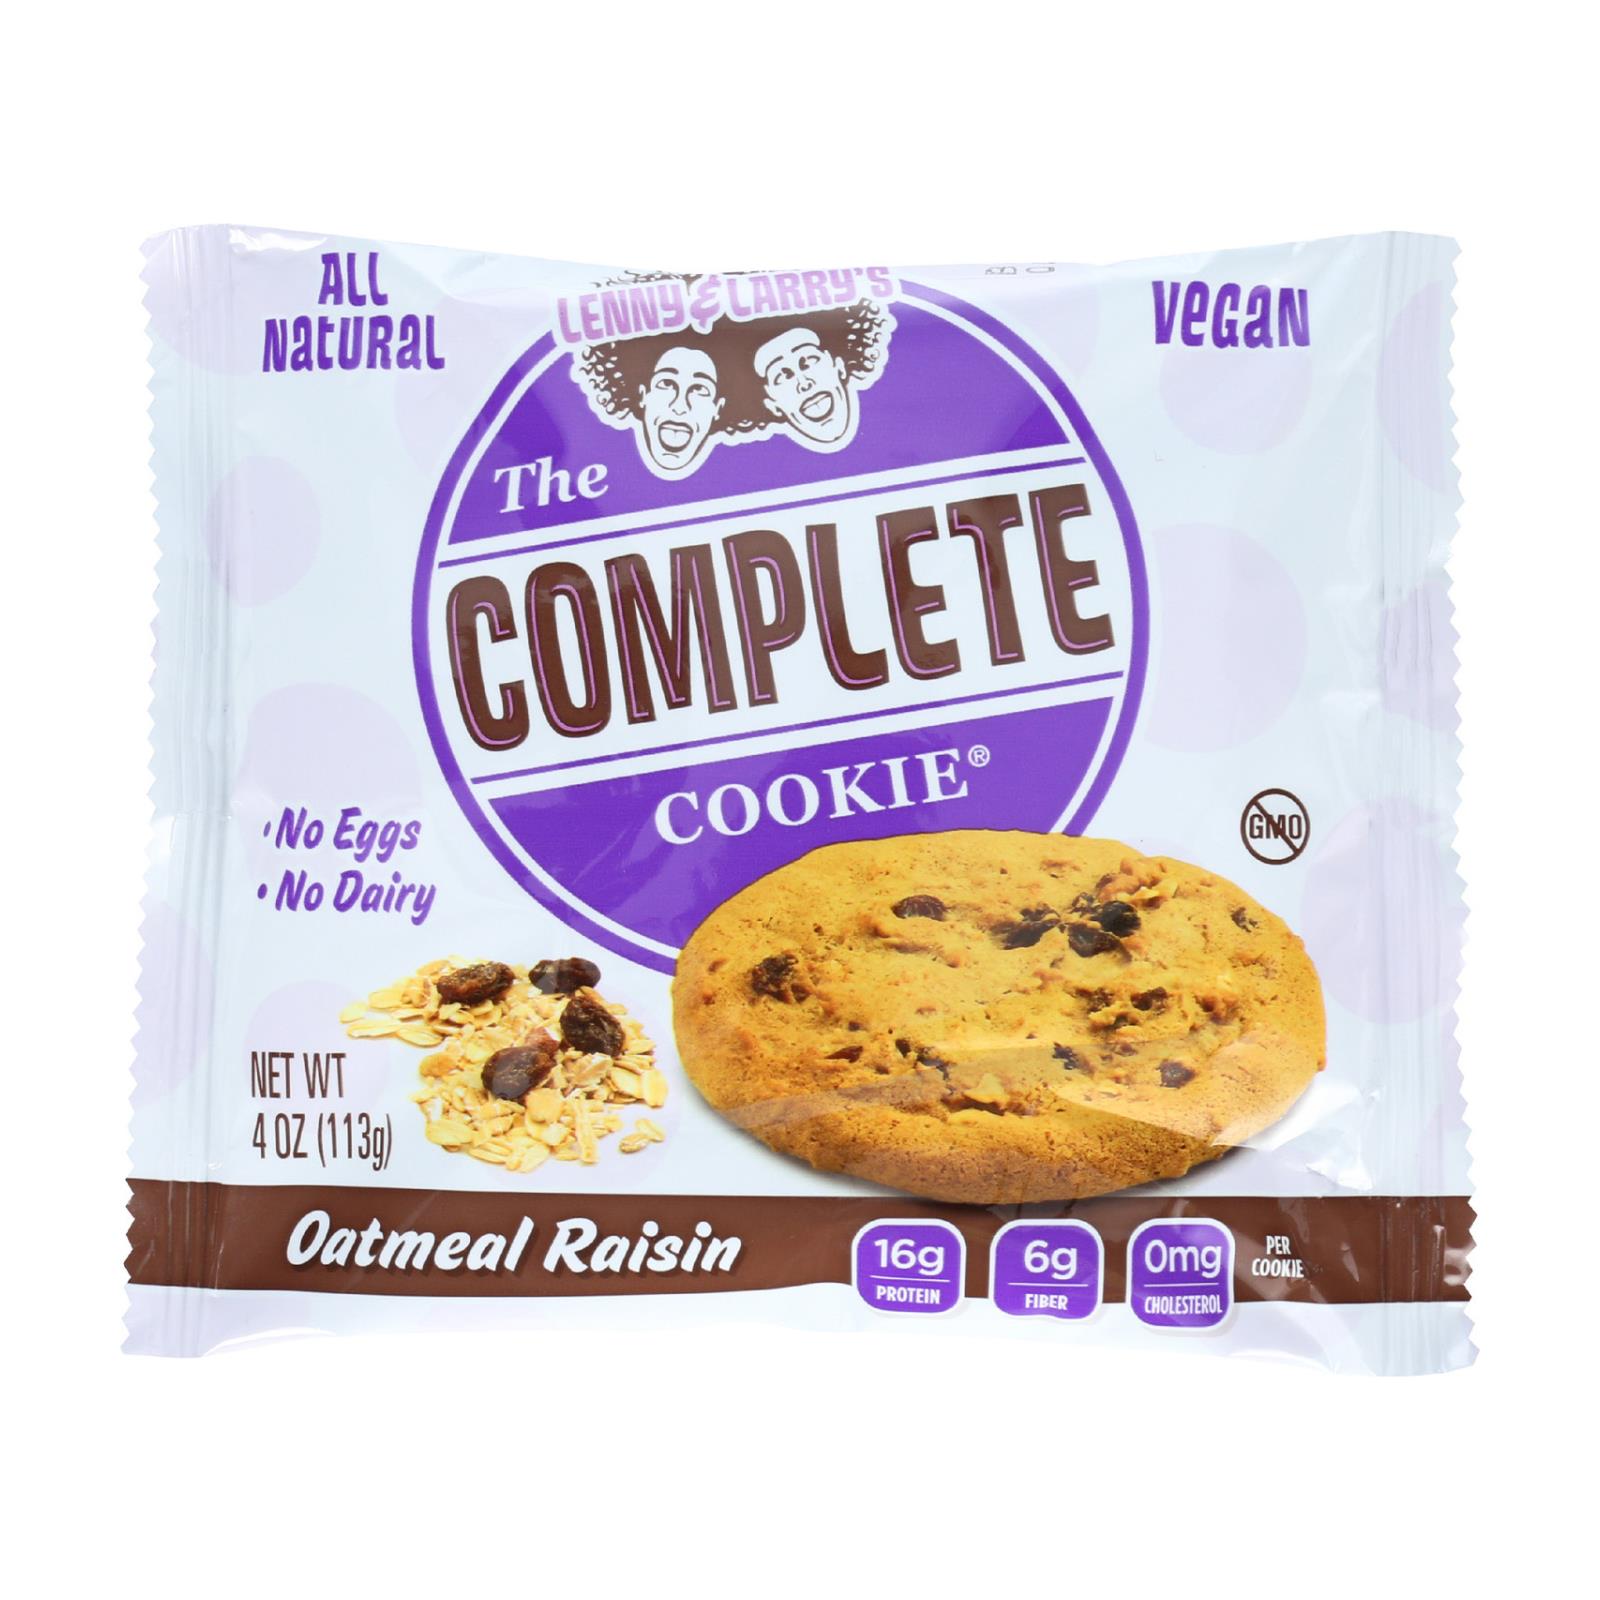 ALL
NatURaL
LENNY & LARRY'S
VeGaN
The
COMPLETE
COOKIE®
• No Eggs
• No Dairy
GMO
NET WT
4 OZ (113g)
Oatmeal Raisin
16g
PROTEIN
6g
FIBER
0mg
CHOLESTEROL
PER
COOKIE